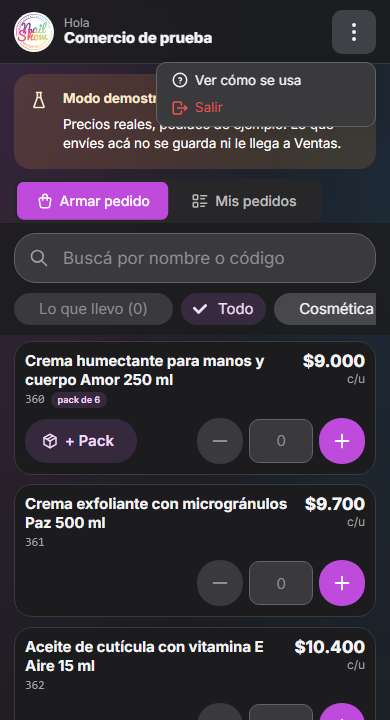 Nail Show
Hola
Comercio de prueba
Ver cómo se usa
Salir
Modo demostr
Precios reales, pedidos de ejemplo. Lo que
envíes acá no se guarda ni le llega a Ventas.
Armar pedido
Mis pedidos
Buscá por nombre o código
Lo que llevo (0)
Todo
Cosmética
Crema humectante para manos y
cuerpo Amor 250 ml
$9.000
c/u
360 pack de 6
+ Pack
0
Crema exfoliante con microgránulos
Paz 500 ml
$9.700
c/u
361
0
Aceite de cutícula con vitamina E
Aire 15 ml
$10.400
c/u
362